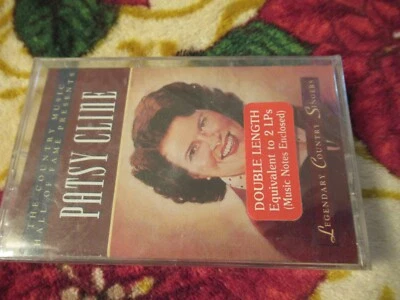 THE COUNTRY MUSIC
HALL OF FAME PRESENTS
PATSY CLINE
DOUBLE LENGTH
Equivalent to 2 LPs
(Music Notes Enclosed)
LEGENDARY COUNTRY SINGERS